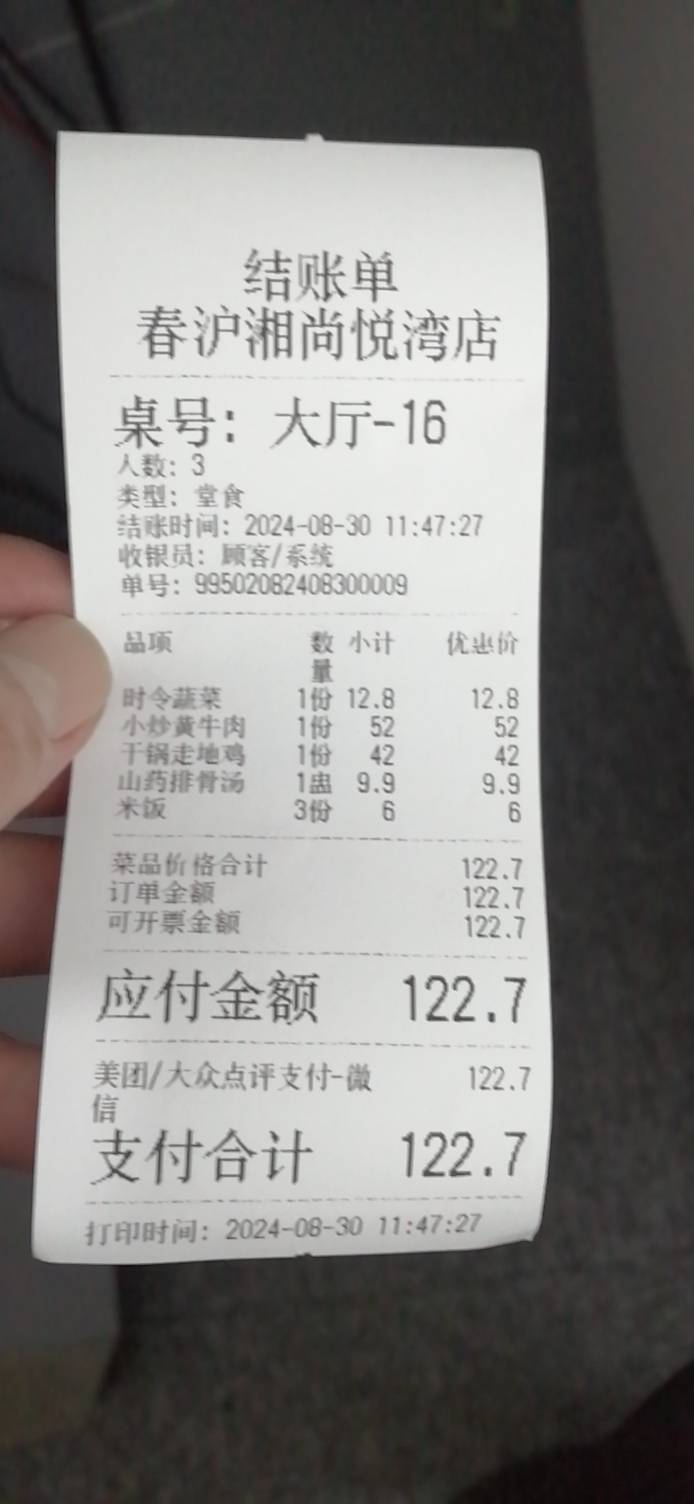 结账单
春沪湘尚悦湾店
桌号：大厅-16
人数：3
类型：堂食
结账时间：2024-08-30 11:47:27
收银员：顾客/系统
单号：99502082408300009
品项 数量 小计 优惠价
时令蔬菜 1份 12.8 12.8
小炒黄牛肉 1份 52 52
干锅走地鸡 1份 42 42
山药排骨汤 1盅 9.9 9.9
米饭 3份 6 6
菜品价格合计 122.7
订单金额 122.7
可开票金额 122.7
应付金额 122.7
美团/大众点评支付-微 122.7
信
支付合计 122.7
打印时间：2024-08-30 11:47:27